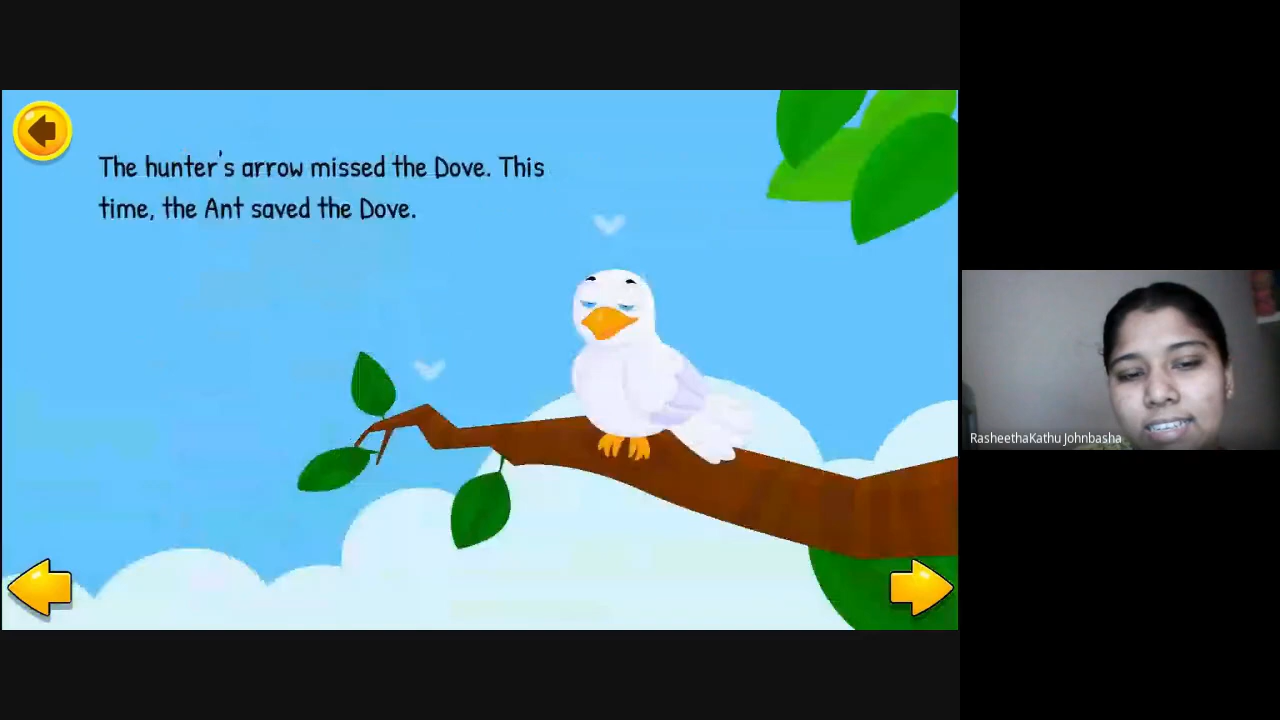 The hunter's arrow missed the Dove. This
time, the Ant saved the Dove.
RasheethaKathu Johnbasha